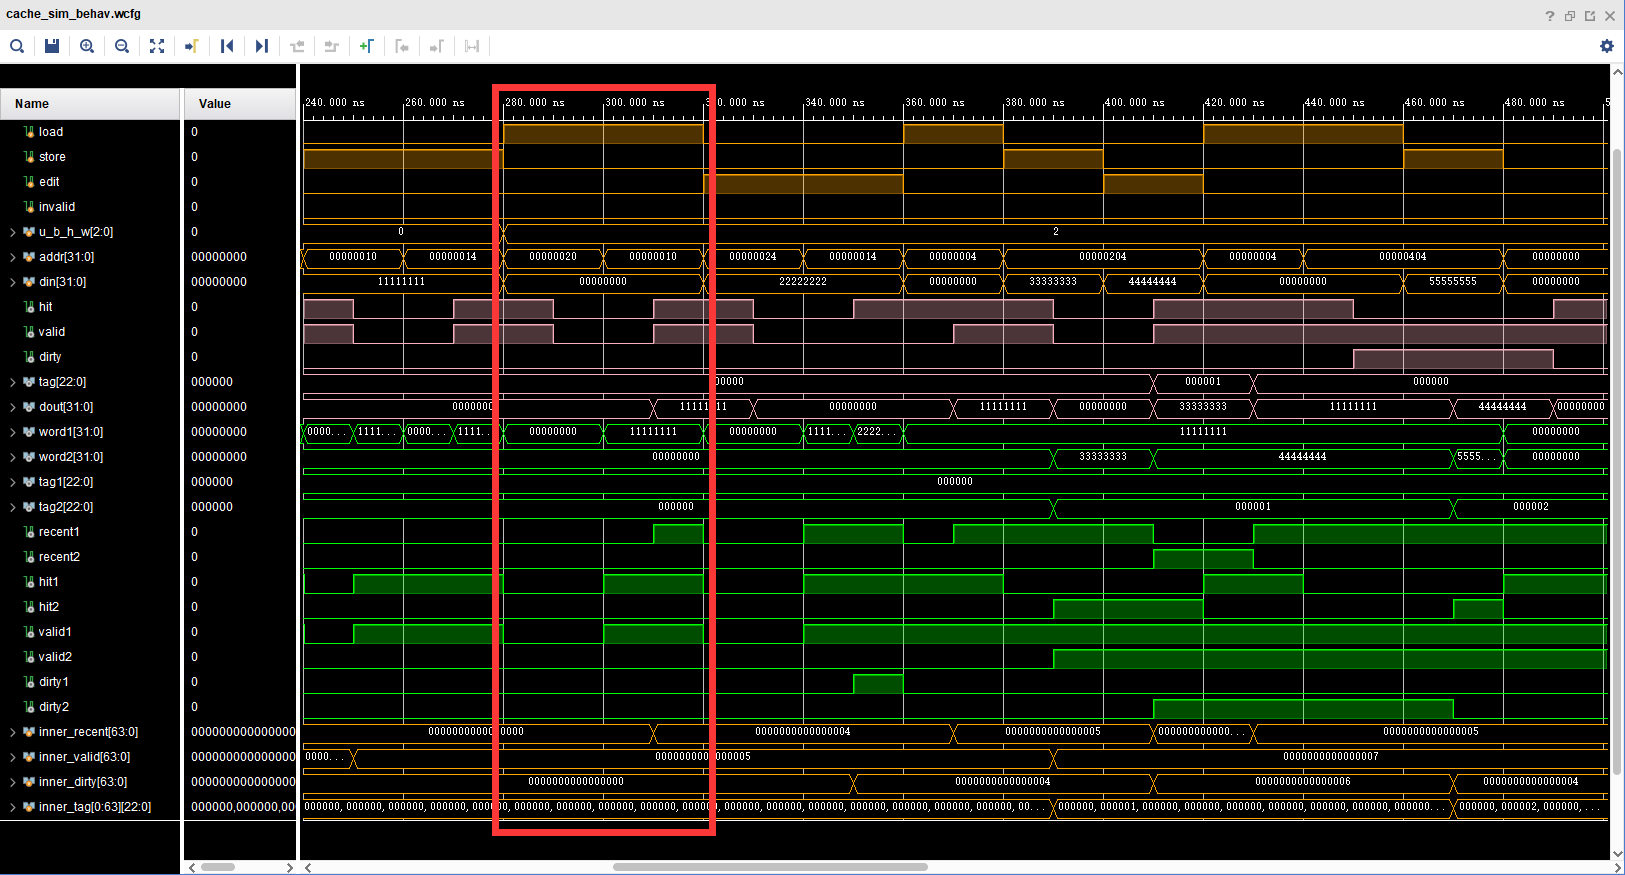 cache_sim_behav.wcfg
Name Value 240.000 ns 260.000 ns 280.000 ns 300.000 ns 340.000 ns 360.000 ns 380.000 ns 400.000 ns 420.000 ns 440.000 ns 460.000 ns 480.000 ns 5
load 0
store 0
edit 0
invalid 0
u_b_h_w[2:0] 0 0 2
addr[31:0] 00000000 00000010 00000014 00000020 00000010 00000024 00000014 00000004 00000204 00000004 00000404 00000000
din[31:0] 00000000 11111111 00000000 22222222 00000000 33333333 44444444 00000000 55555555 00000000
hit 0
valid 0
dirty 0
tag[22:0] 000000 00000 000001 000000
dout[31:0] 00000000 0000000 11111111 00000000 11111111 00000000 33333333 11111111 44444444 00000000
word1[31:0] 00000000 0000... 1111... 0000... 1111... 00000000 11111111 00000000 1111... 2222... 11111111 00000000
word2[31:0] 00000000 00000000 33333333 44444444 5555... 00000000
tag1[22:0] 000000 000000
tag2[22:0] 000000 000000 000001 000002
recent1 0
recent2 0
hit1 0
hit2 0
valid1 0
valid2 0
dirty1 0
dirty2 0
inner_recent[63:0] 000000000000000 0000000000000004 0000000000000005 00000000000... 0000000000000005
inner_valid[63:0] 000000000000000 0000... 0000000000000007
inner_dirty[63:0] 000000000000000 0000000000000000 0000000000000004 0000000000000006 0000000000000004
inner_tag[0:63][22:0] 000000,000000,00 000000, 000000, 000000, 000000, 000000, 000000, 000000, 000000, 000000, 000000, 000000, 000000, 00... 000000, 000001, 000000, 000000, 000000, 000000, 000000, 000000... 000000, 000002, 000000, ...